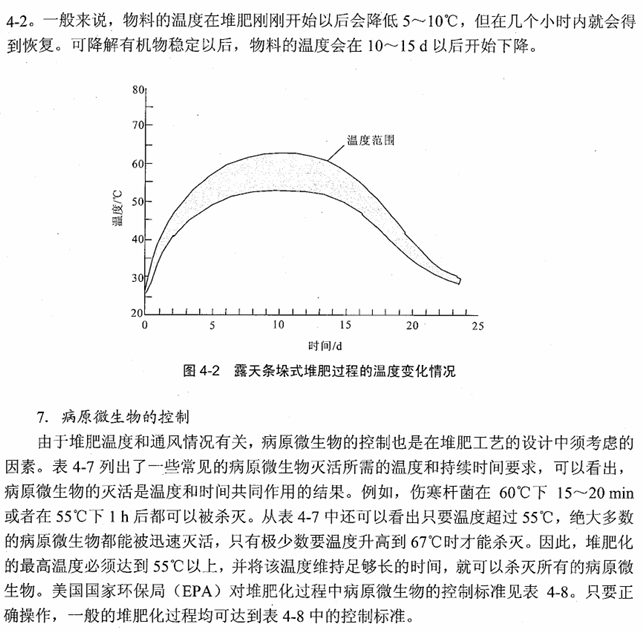 4-2。一般来说，物料的温度在堆肥刚刚开始以后会降低 5～10℃，但在几个小时内就会得
到恢复。可降解有机物稳定以后，物料的温度会在 10～15 d 以后开始下降。
80
70
60
50
40
30
20
温度/℃
温度范围
0 5 10 15 20 25
时间/d
图 4-2 露天条垛式堆肥过程的温度变化情况
7. 病原微生物的控制
由于堆肥温度和通风情况有关，病原微生物的控制也是在堆肥工艺的设计中须考虑的
因素。表 4-7 列出了一些常见的病原微生物灭活所需的温度和持续时间要求，可以看出，
病原微生物的灭活是温度和时间共同作用的结果。例如，伤寒杆菌在 60℃下 15～20 min
或者在 55℃下 1 h 后都可以被杀灭。从表 4-7 中还可以看出只要温度超过 55℃，绝大多数
的病原微生物都能被迅速灭活，只有极少数要温度升高到 67℃时才能杀灭。因此，堆肥化
的最高温度必须达到 55℃以上，并将该温度维持足够长的时间，就可以杀灭所有的病原微
生物。美国国家环保局（EPA）对堆肥化过程中病原微生物的控制标准见表 4-8。只要正
确操作，一般的堆肥化过程均可达到表 4-8 中的控制标准。